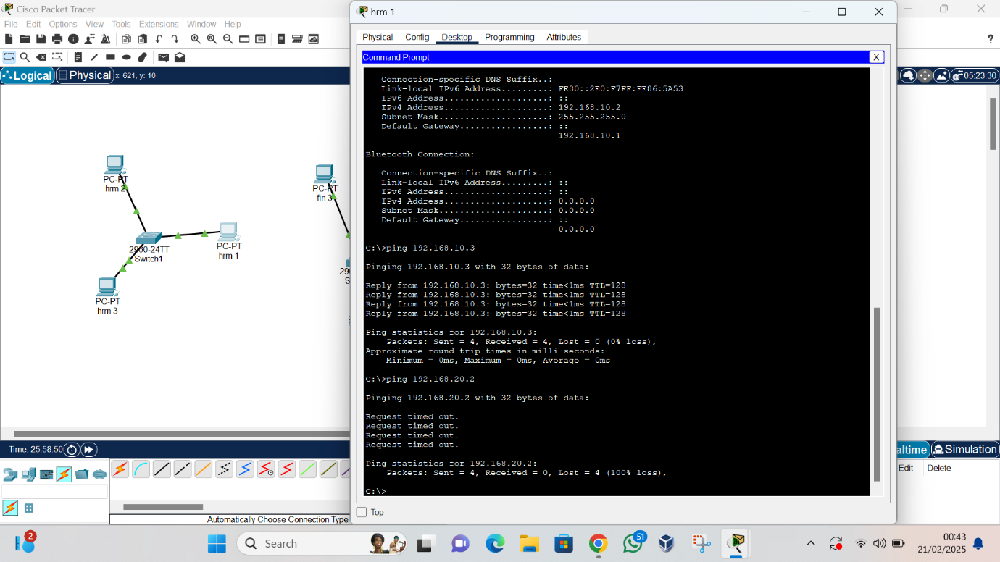 Cisco Packet Tracer
File Edit Options View Tools Extensions Window Help
?
Logical
Physical
x: 621, y: 10
05:23:30
PC-PT
hrm 2
PC-PT
fin 3
2960-24TT
Switch1
PC-PT
hrm 1
PC-PT
hrm 3
29
S
hrm 1
Physical Config Desktop Programming Attributes
Command Prompt
X
Connection-specific DNS Suffix..:
Link-local IPv6 Address.........: FE80::2E0:F7FF:FE86:5A53
IPv6 Address....................: ::
IPv4 Address....................: 192.168.10.2
Subnet Mask.....................: 255.255.255.0
Default Gateway.................: ::
192.168.10.1
Bluetooth Connection:
Connection-specific DNS Suffix..:
Link-local IPv6 Address.........: ::
IPv6 Address....................: ::
IPv4 Address....................: 0.0.0.0
Subnet Mask.....................: 0.0.0.0
Default Gateway.................: ::
0.0.0.0
C:\>ping 192.168.10.3
Pinging 192.168.10.3 with 32 bytes of data:
Reply from 192.168.10.3: bytes=32 time<1ms TTL=128
Reply from 192.168.10.3: bytes=32 time<1ms TTL=128
Reply from 192.168.10.3: bytes=32 time<1ms TTL=128
Reply from 192.168.10.3: bytes=32 time<1ms TTL=128
Ping statistics for 192.168.10.3:
Packets: Sent = 4, Received = 4, Lost = 0 (0% loss),
Approximate round trip times in milli-seconds:
Minimum = 0ms, Maximum = 0ms, Average = 0ms
C:\>ping 192.168.20.2
Pinging 192.168.20.2 with 32 bytes of data:
Request timed out.
Request timed out.
Request timed out.
Request timed out.
Ping statistics for 192.168.20.2:
Packets: Sent = 4, Received = 0, Lost = 4 (100% loss),
C:\>
Top
Time: 25:58:50
altime
Simulation
Edit Delete
Automatically Choose Connection Type
2
Search
51
00:43
21/02/2025